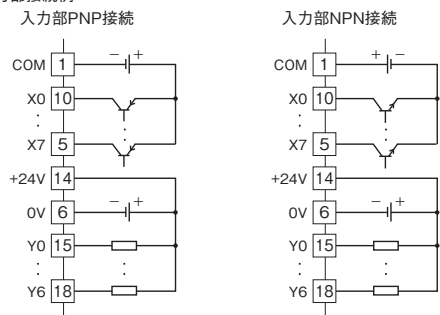 入力部PNP接続
COM 1 − +
X0 10
:
X7 5
+24V 14
0V 6 − +
Y0 15
: :
Y6 18
入力部NPN接続
COM 1 + −
X0 10
:
X7 5
+24V 14
0V 6 − +
Y0 15
: :
Y6 18